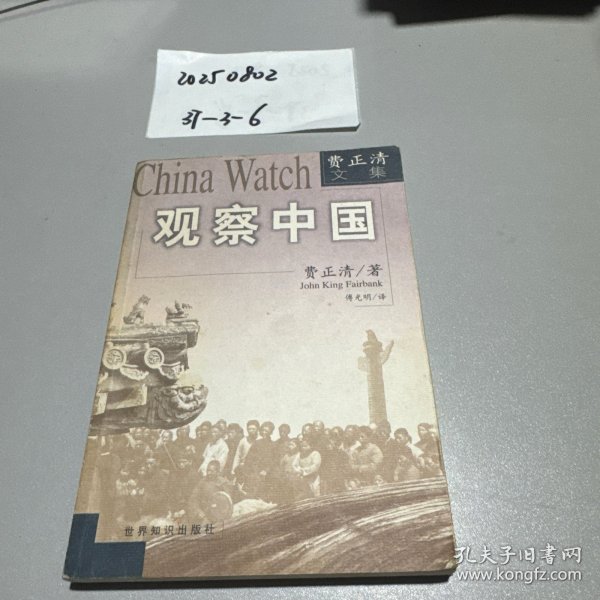 20250802
37-3-6
China Watch
费正清
文集
观察中国
费正清/著
John King Fairbank
傅光明/译
世界知识出版社
孔夫子旧书网
www.kongfz.com